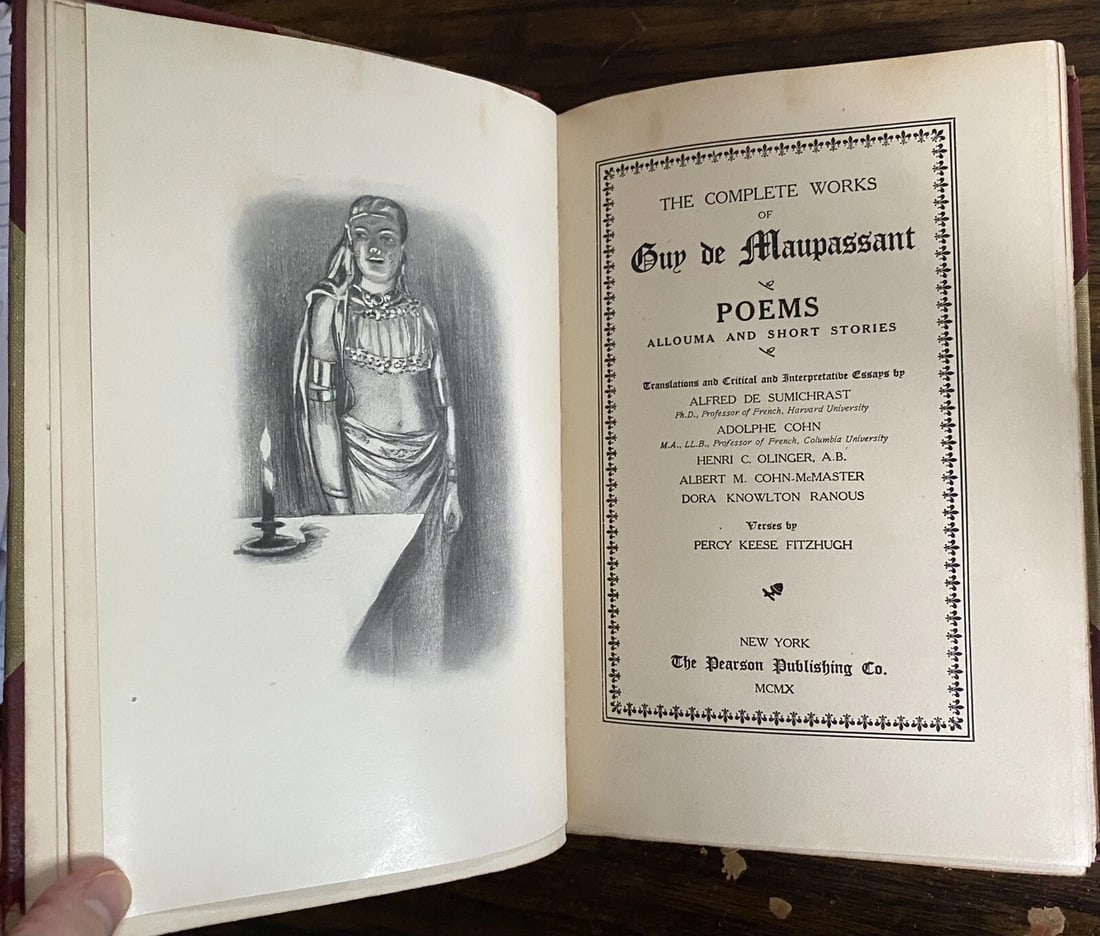 THE COMPLETE WORKS
OF
Guy de Maupassant
POEMS
ALLOUMA AND SHORT STORIES
Translations and Critical and Interpretative Essays by
ALFRED DE SUMICHRAST
Ph.D., Professor of French, Harvard University
ADOLPHE COHN
M.A., LL.B., Professor of French, Columbia University
HENRI C. OLINGER, A.B.
ALBERT M. COHN-McMASTER
DORA KNOWLTON RANOUS
Verses by
PERCY KEESE FITZHUGH
NEW YORK
The Pearson Publishing Co.
MCMX